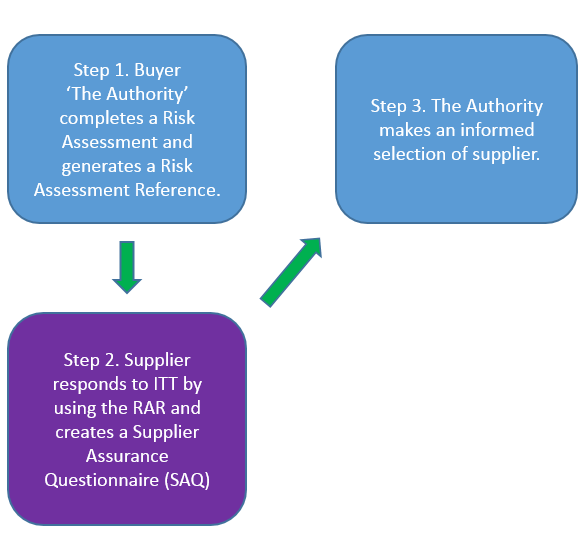 Step 1. Buyer
‘The Authority’
completes a Risk
Assessment and
generates a Risk
Assessment Reference.
Step 2. Supplier
responds to ITT by
using the RAR and
creates a Supplier
Assurance
Questionnaire (SAQ)
Step 3. The Authority
makes an informed
selection of supplier.